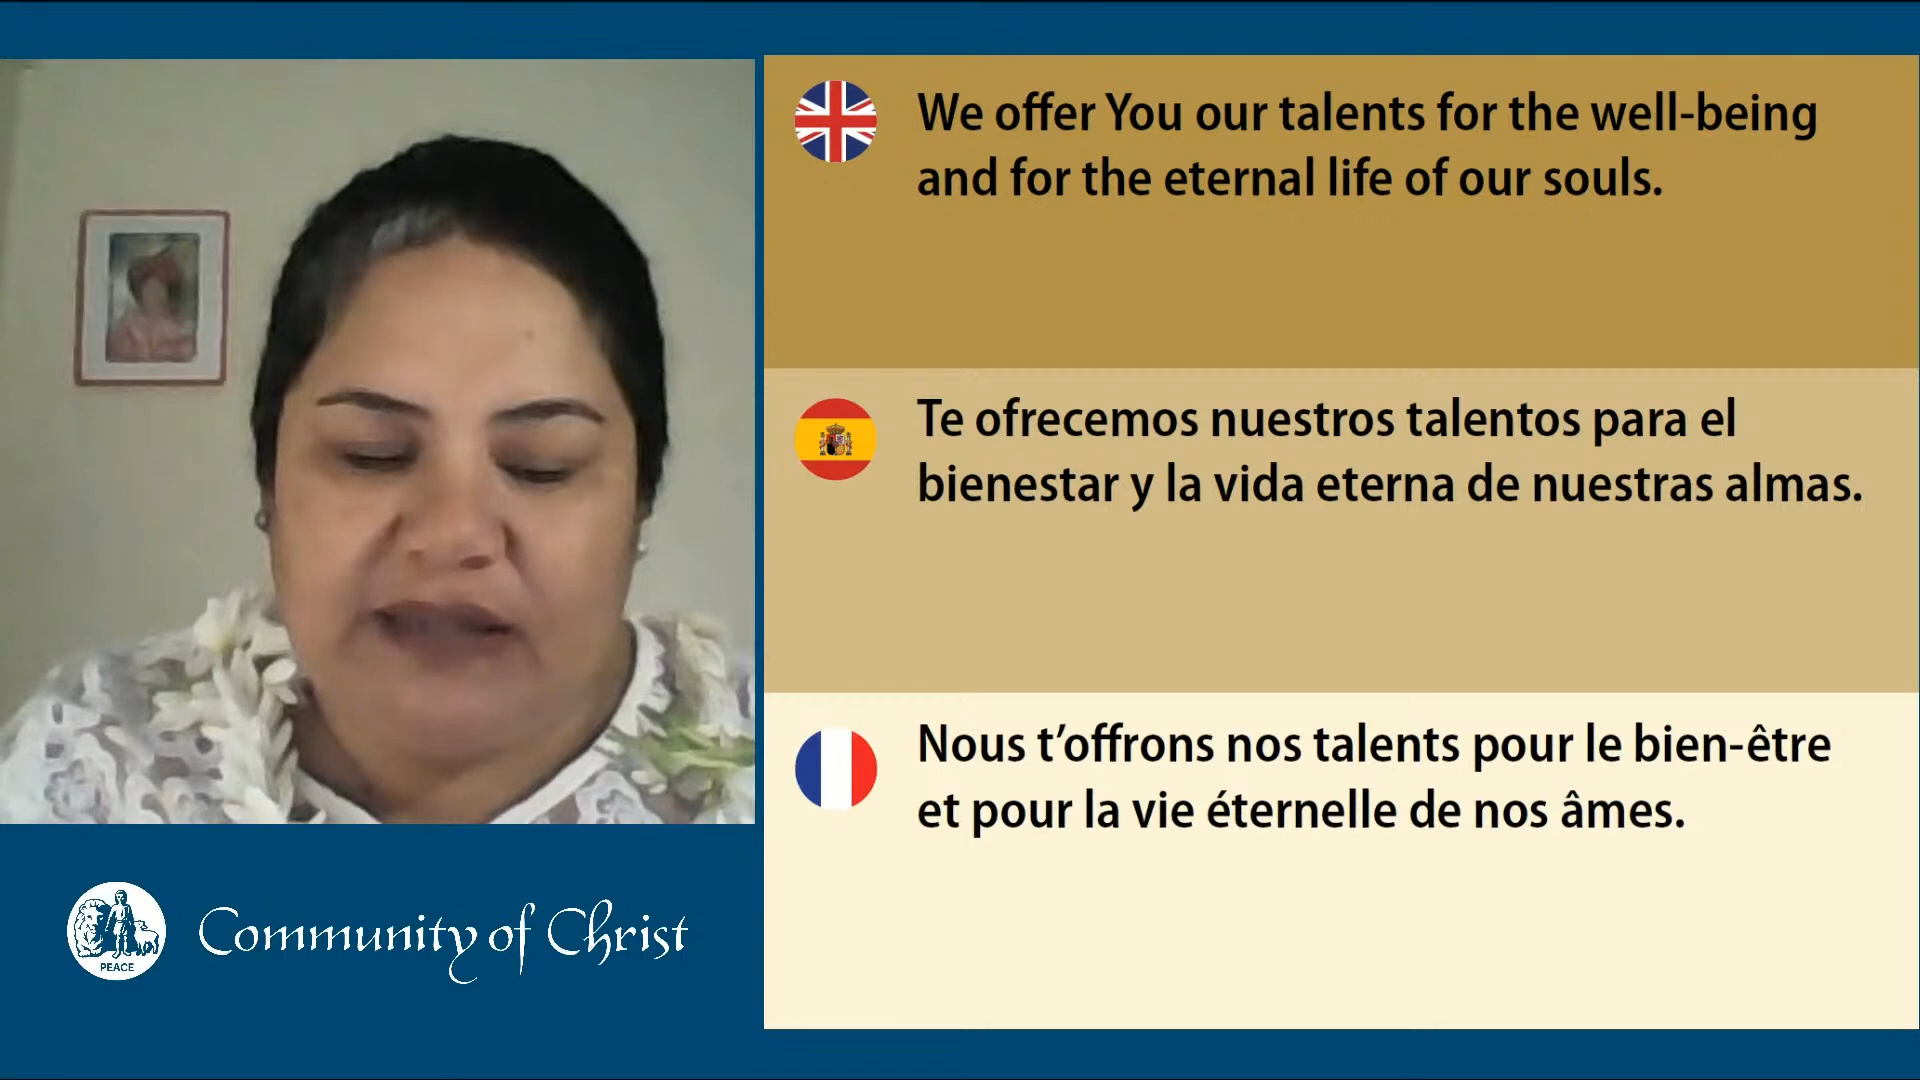 We offer You our talents for the well-being
and for the eternal life of our souls.
Te ofrecemos nuestros talentos para el
bienestar y la vida eterna de nuestras almas.
Nous t’offrons nos talents pour le bien-être
et pour la vie éternelle de nos âmes.
PEACE
Community of Christ